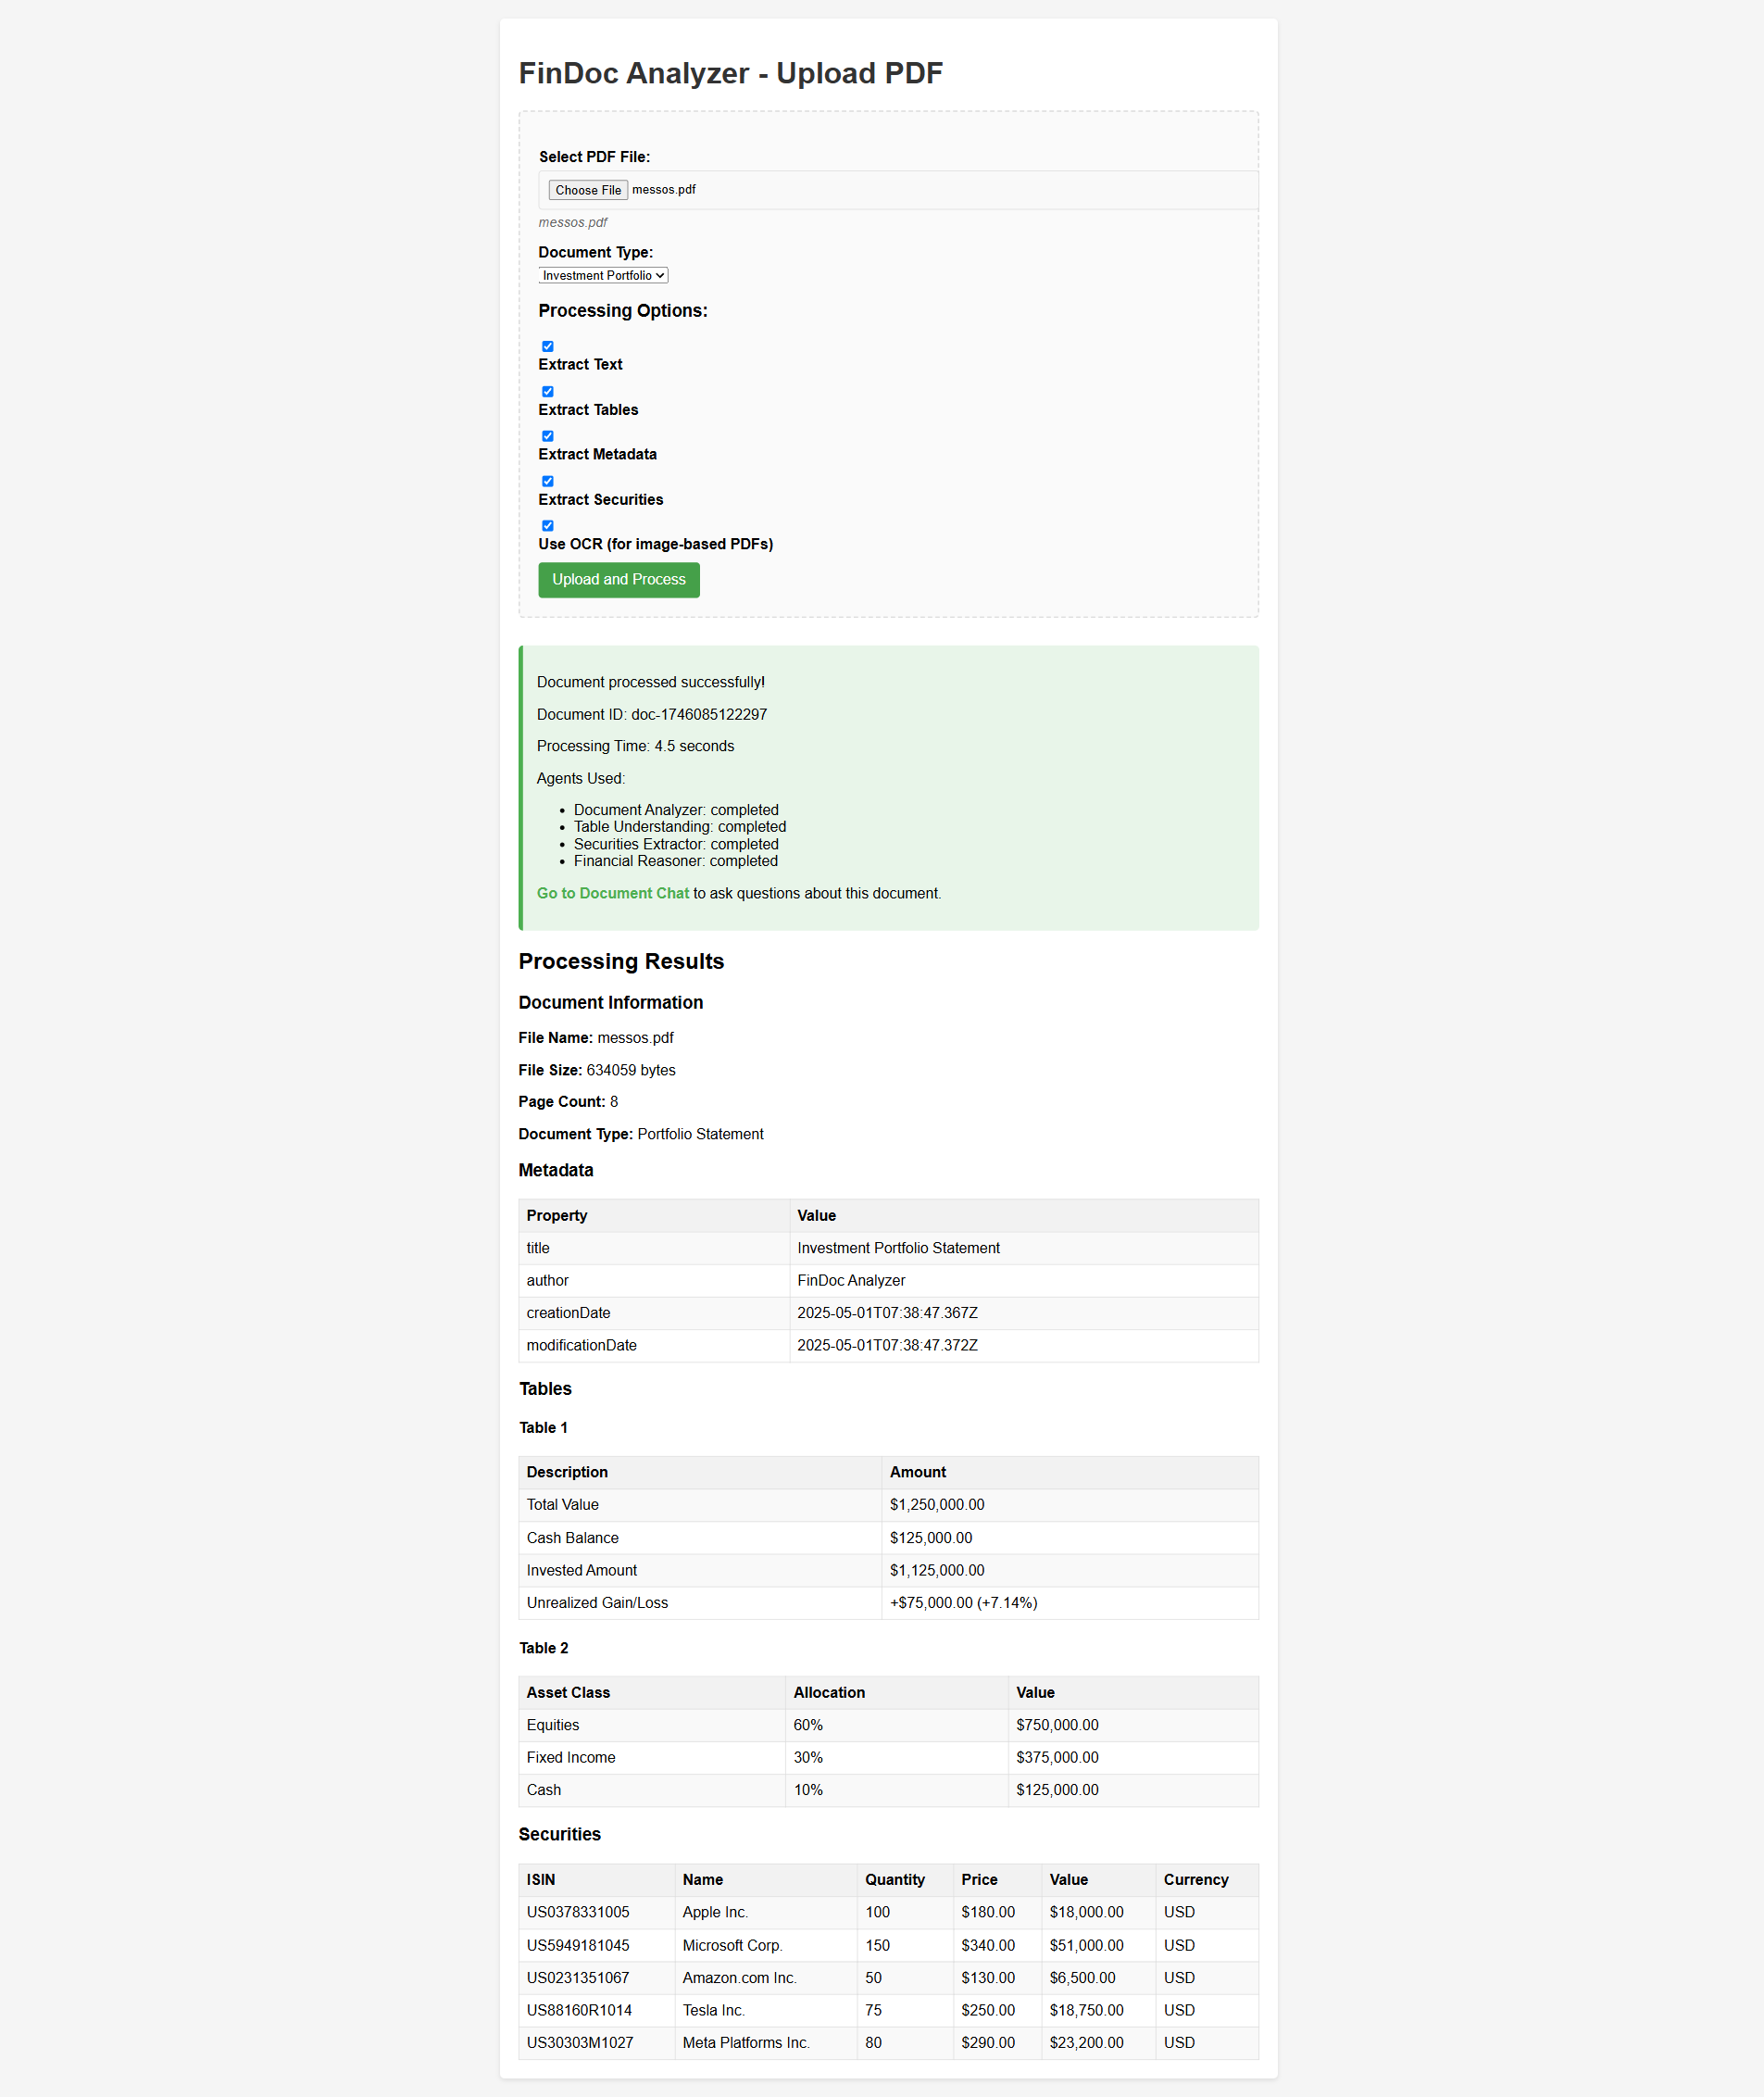 FinDoc Analyzer - Upload PDF
Select PDF File:
Choose File messos.pdf
messos.pdf
Document Type:
Investment Portfolio
Processing Options:
Extract Text
Extract Tables
Extract Metadata
Extract Securities
Use OCR (for image-based PDFs)
Upload and Process
Document processed successfully!
Document ID: doc-1746085122297
Processing Time: 4.5 seconds
Agents Used:
• Document Analyzer: completed
• Table Understanding: completed
• Securities Extractor: completed
• Financial Reasoner: completed
Go to Document Chat to ask questions about this document.
Processing Results
Document Information
File Name: messos.pdf
File Size: 634059 bytes
Page Count: 8
Document Type: Portfolio Statement
Metadata
Property Value
title Investment Portfolio Statement
author FinDoc Analyzer
creationDate 2025-05-01T07:38:47.367Z
modificationDate 2025-05-01T07:38:47.372Z
Tables
Table 1
Description Amount
Total Value $1,250,000.00
Cash Balance $125,000.00
Invested Amount $1,125,000.00
Unrealized Gain/Loss +$75,000.00 (+7.14%)
Table 2
Asset Class Allocation Value
Equities 60% $750,000.00
Fixed Income 30% $375,000.00
Cash 10% $125,000.00
Securities
ISIN Name Quantity Price Value Currency
US0378331005 Apple Inc. 100 $180.00 $18,000.00 USD
US5949181045 Microsoft Corp. 150 $340.00 $51,000.00 USD
US0231351067 Amazon.com Inc. 50 $130.00 $6,500.00 USD
US88160R1014 Tesla Inc. 75 $250.00 $18,750.00 USD
US30303M1027 Meta Platforms Inc. 80 $290.00 $23,200.00 USD